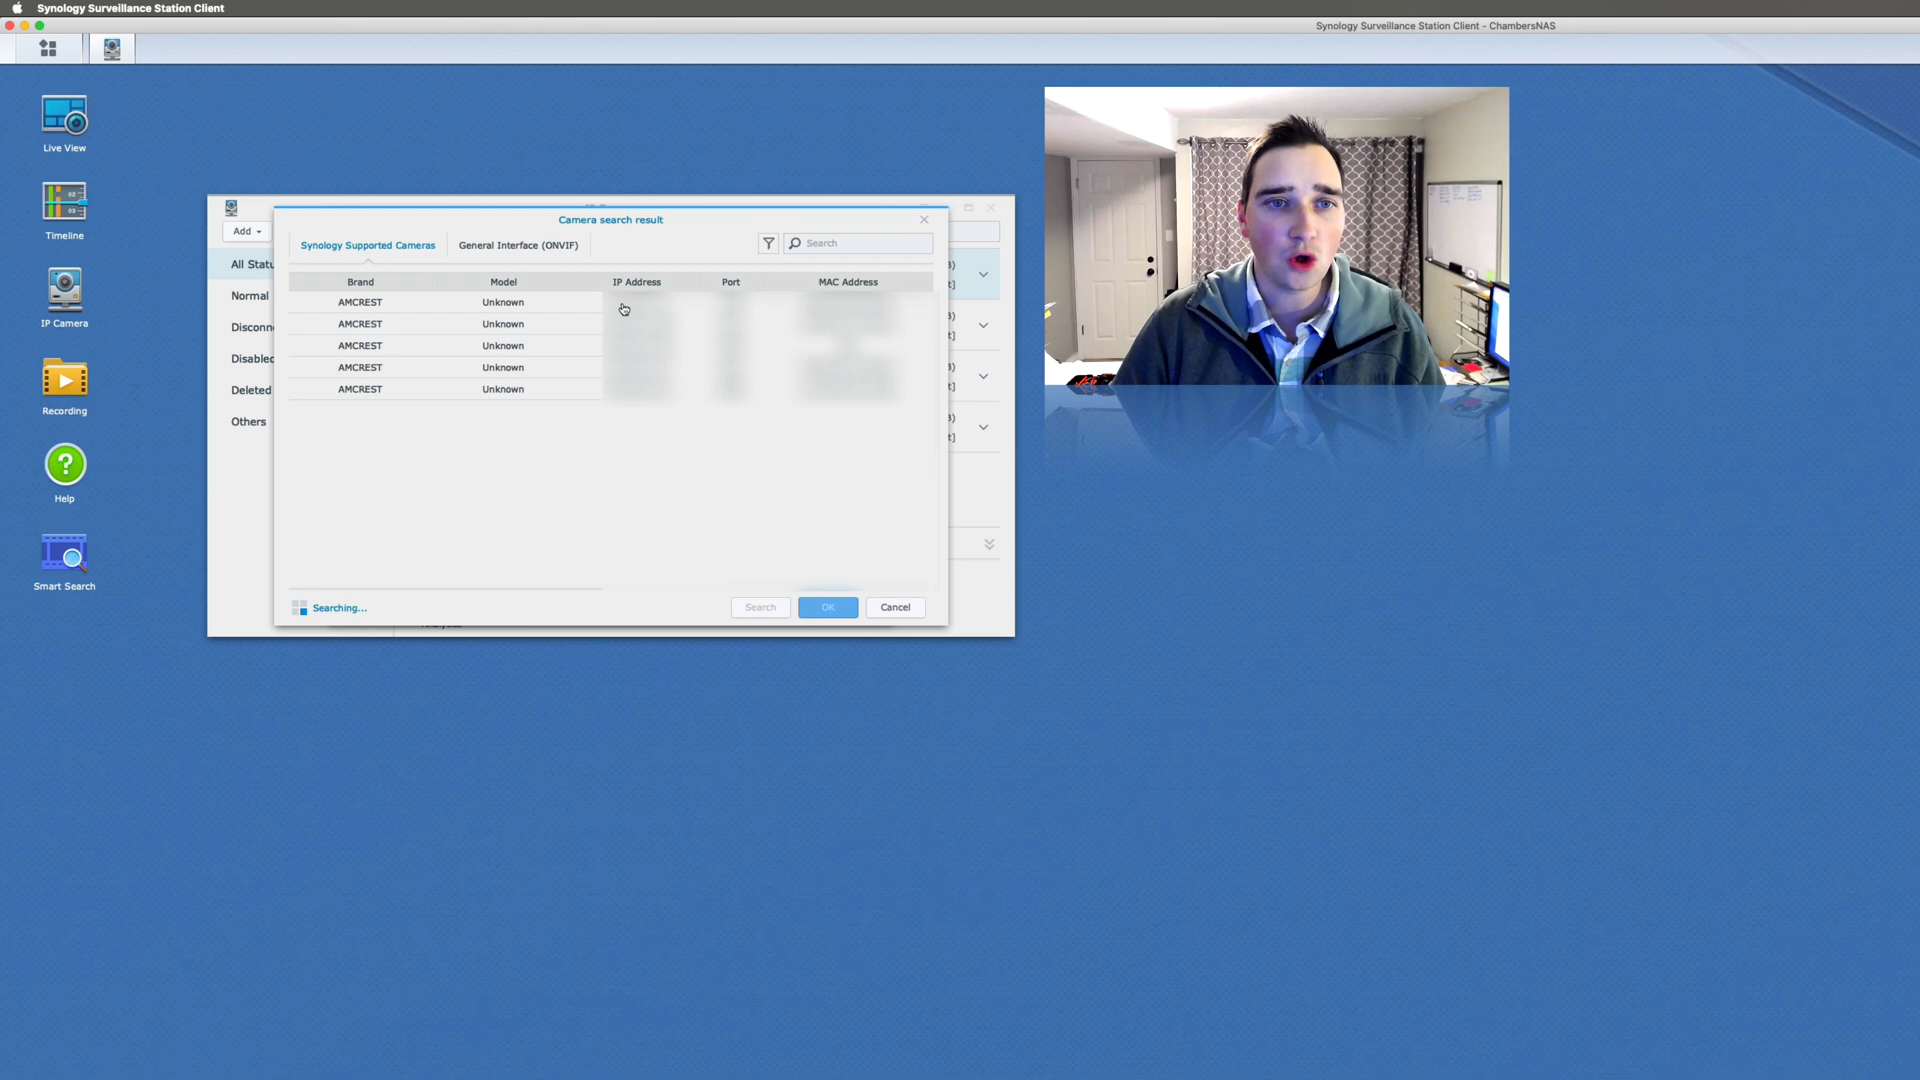 Synology Surveillance Station Client
Synology Surveillance Station Client - ChambersNAS
Live View
Timeline
IP Camera
Recording
Help
Smart Search
Add
All Statu
Normal
Disconn
Disabled
Deleted
Others
Camera search result
Synology Supported Cameras
General Interface (ONVIF)
Search
Brand Model IP Address Port MAC Address
AMCREST Unknown
AMCREST Unknown
AMCREST Unknown
AMCREST Unknown
AMCREST Unknown
Searching...
Search
OK
Cancel